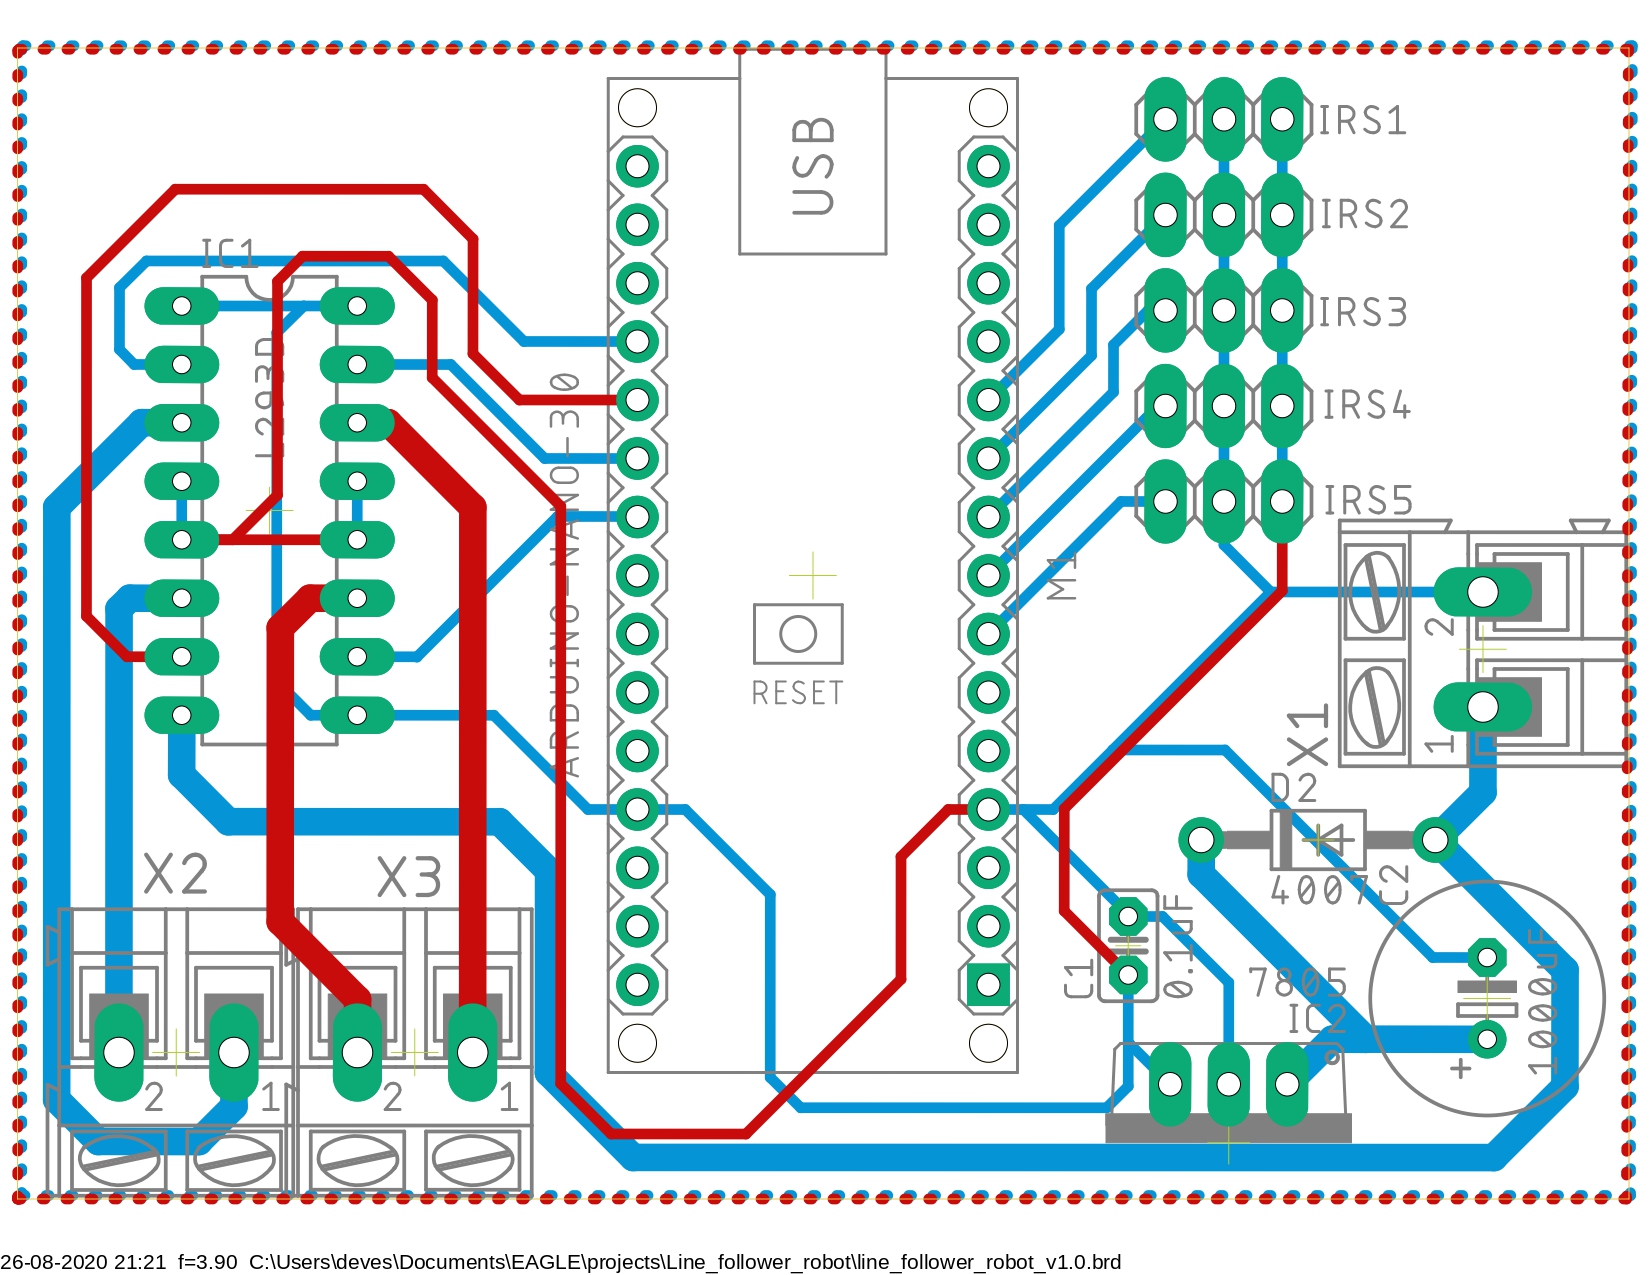 USB
IRS1
IRS2
IC1
IRS3
L293D
ARDUINO-NANO-3.0
IRS4
IRS5
M1
2
RESET
X1
1
D2
4007
C2
X2
X3
C1
0.1uF
7805
IC2
1000uF
+
2
1
2
1
26-08-2020 21:21 f=3.90 C:\Users\deves\Documents\EAGLE\projects\Line_follower_robot\line_follower_robot_v1.0.brd